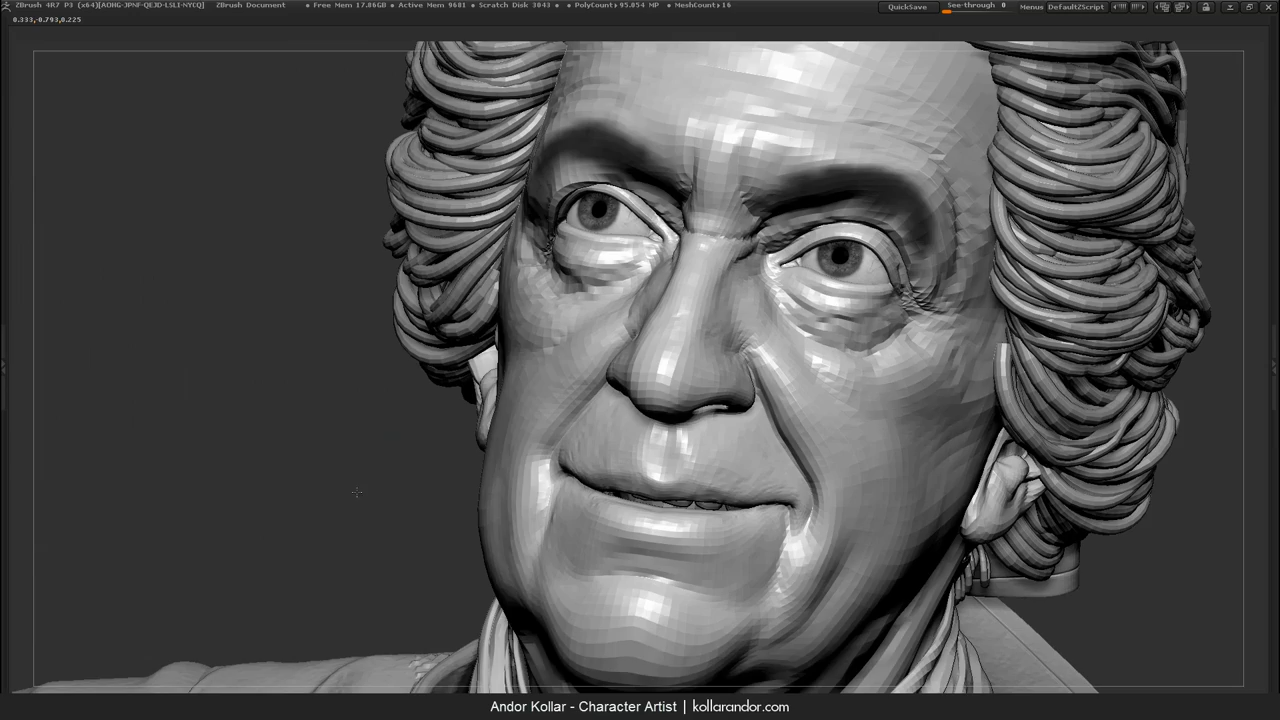 ZBrush 4R7 P3 (x64)[AOHG-JPNF-QEJD-LSLI-NYCQ] ZBrush Document • Free Mem 17.86GB • Active Mem 9681 • Scratch Disk 3043 • PolyCount▸95.054 MP • MeshCount▸16 QuickSave See-through 0 Menus DefaultZScript
0.333,-0.793,0.225
Andor Kollar - Character Artist | kollarandor.com